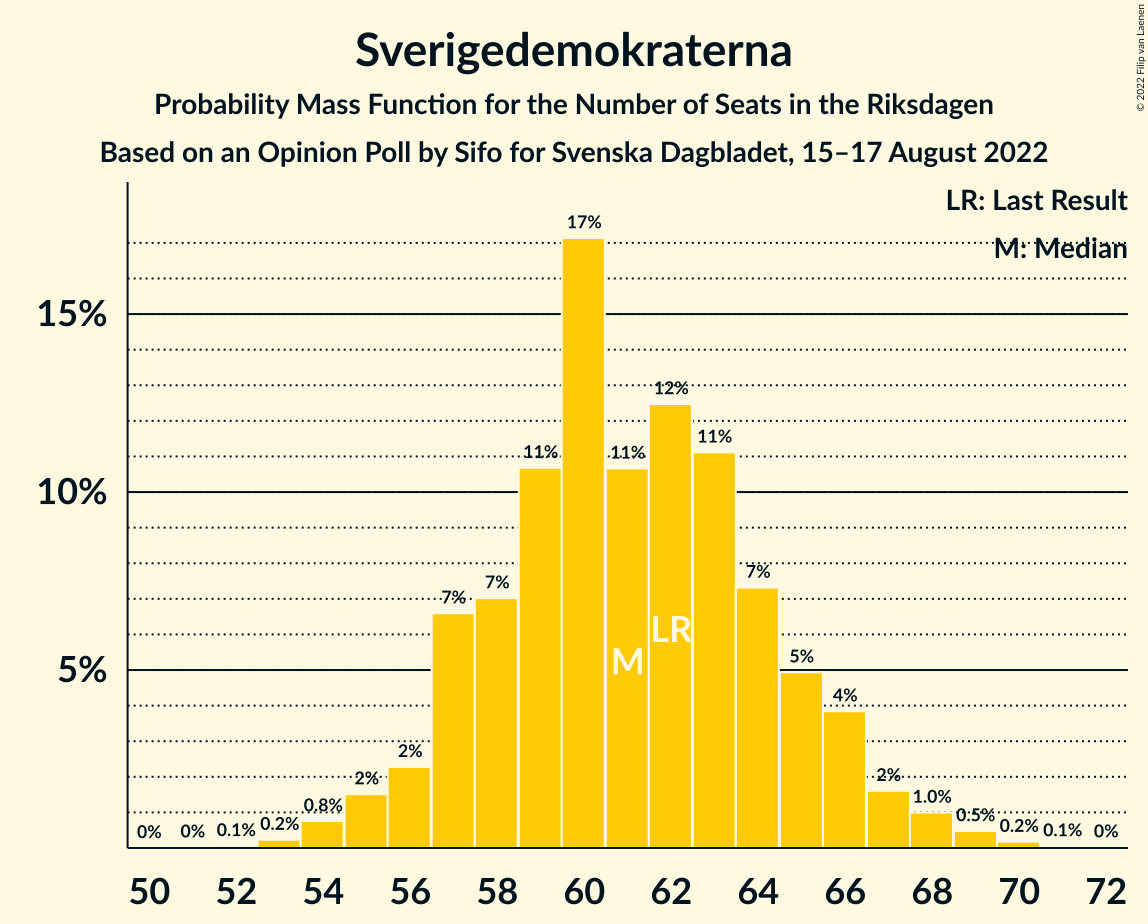 Sverigedemokraterna
Probability Mass Function for the Number of Seats in the Riksdagen
Based on an Opinion Poll by Sifo for Svenska Dagbladet, 15–17 August 2022
© 2022 Filip van Laenen
LR: Last Result
M: Median
15%
10%
5%
0%
0%
0.1%
0.2%
0.8%
2%
2%
7%
7%
11%
17%
11%
12%
11%
7%
5%
4%
2%
1.0%
0.5%
0.2%
0.1%
0%
M
LR
50 52 54 56 58 60 62 64 66 68 70 72